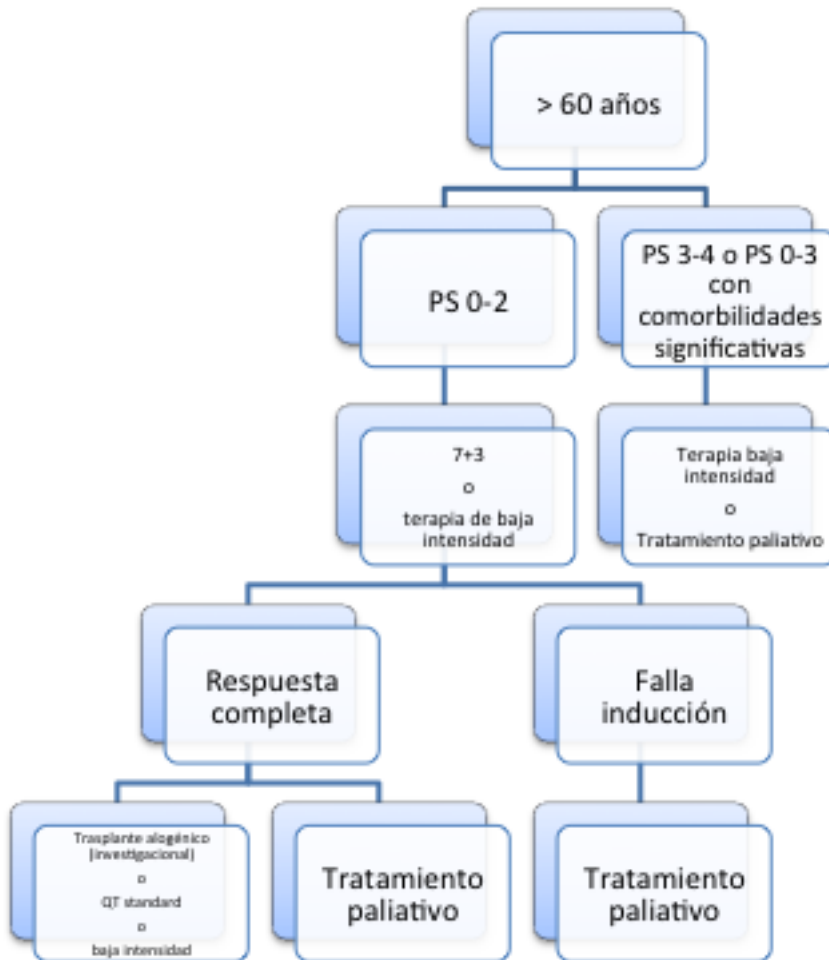 > 60 años
PS 0-2
PS 3-4 o PS 0-3
con
comorbilidades
significativas
7+3
o
terapia de baja
intensidad
Terapia baja
intensidad
o
Tratamiento paliativo
Respuesta
completa
Falla
inducción
Trasplante alogénico
(investigacional)
o
QT standard
o
baja intensidad
Tratamiento
paliativo
Tratamiento
paliativo